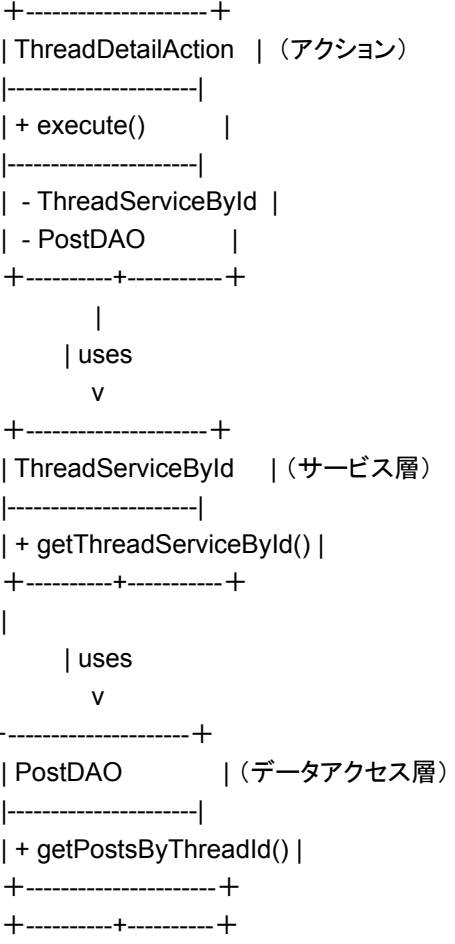 +---------------------+
| ThreadDetailAction | (アクション)
|----------------------|
| + execute() |
|----------------------|
| - ThreadServiceById |
| - PostDAO |
+----------+-----------+
|
| uses
v
+---------------------+
| ThreadServiceById | (サービス層)
|----------------------|
| + getThreadServiceById() |
+----------+-----------+
|
| uses
v
----------------------+
| PostDAO | (データアクセス層)
|----------------------|
| + getPostsByThreadId() |
+----------------------+
+----------+----------+